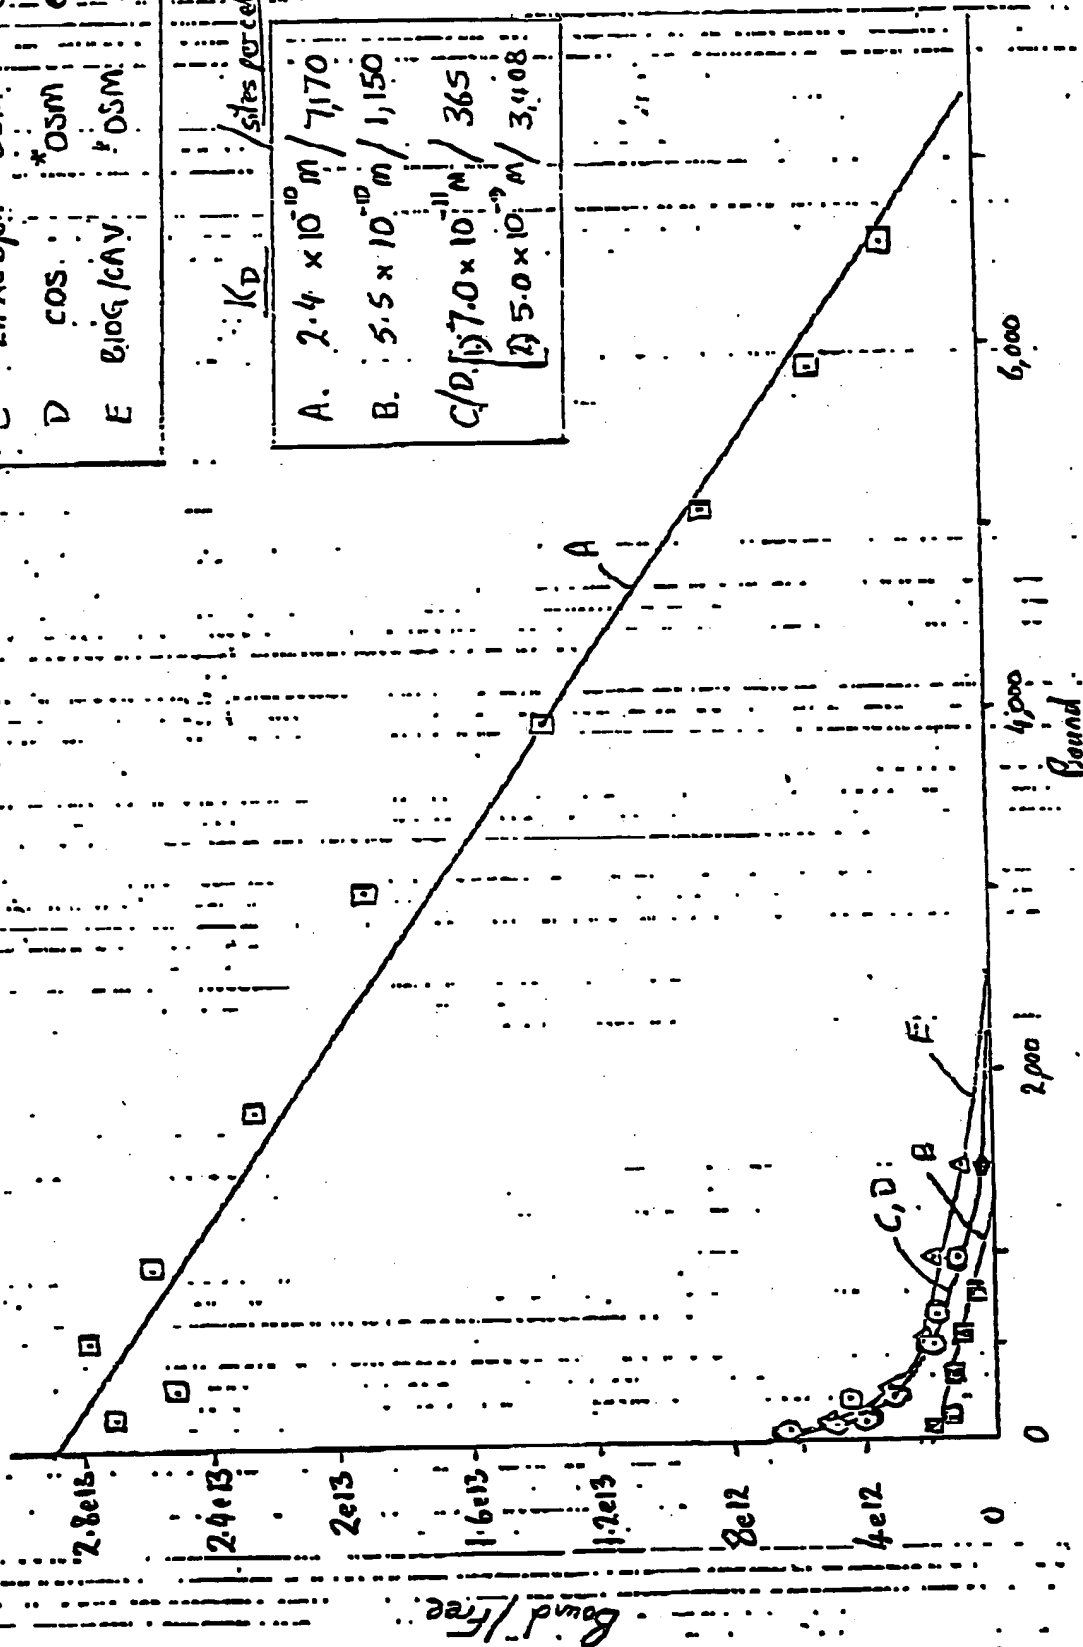 D COS. *OSM
E B10G/CAV *OSM
KD / sites per cell
A. 2.4 x 10-10 M / 7,170
B. 5.5 x 10-10 M / 1,150
C/D. (1) 7.0 x 10-11 M / 365
(2) 5.0 x 10-9 M / 3,408
Bound/Free
2.8e13
2.4e13
2e13
1.6e13
1.2e13
8e12
4e12
0
A
C,D
B
E
0
2,000
4,000
6,000
Bound